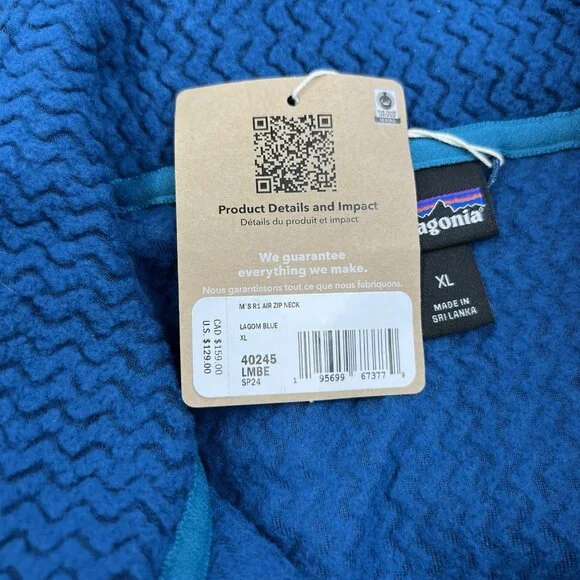 Product Details and Impact
Détails du produit et impact
We guarantee
everything we make.
Nous garantissons tout ce que nous fabriquons.
M'S R1 AIR ZIP NECK
LAGOM BLUE
XL
40245
LMBE
SP24
CAD $159.00
U.S. $129.00
1 95699 67377 9
agonia
XL
MADE IN
SRI LANKA